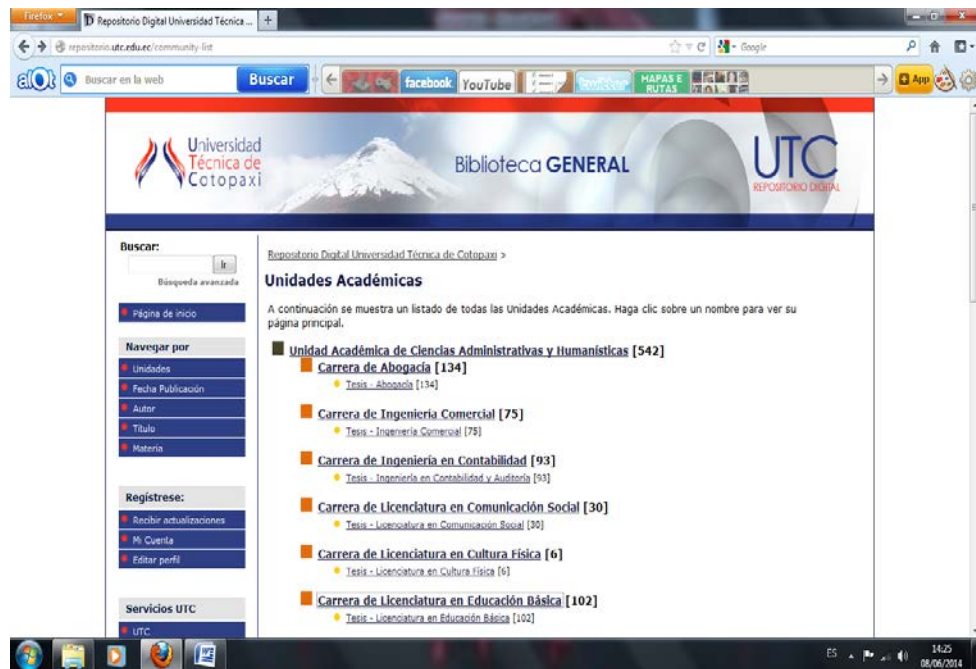 Firefox
Repositorio Digital Universidad Técnica ...
repositorio.utc.edu.ec/community-list
Google
Buscar en la web
Buscar
facebook
YouTube
MAPAS E
RUTAS
App
Universidad
Técnica de
Cotopaxi
Biblioteca GENERAL
UTC
REPOSITORIO DIGITAL
Buscar:
Ir
Búsqueda avanzada
Página de inicio
Navegar por
Unidades
Fecha Publicación
Autor
Título
Materia
Regístrese:
Recibir actualizaciones
Mi Cuenta
Editar perfil
Servicios UTC
UTC
Repositorio Digital Universidad Técnica de Cotopaxi >
Unidades Académicas
A continuación se muestra un listado de todas las Unidades Académicas. Haga clic sobre un nombre para ver su
página principal.
Unidad Académica de Ciencias Administrativas y Humanísticas [542]
Carrera de Abogacía [134]
Tesis - Abogacía [134]
Carrera de Ingeniería Comercial [75]
Tesis - Ingeniería Comercial [75]
Carrera de Ingeniería en Contabilidad [93]
Tesis - Ingeniería en Contabilidad y Auditoría [93]
Carrera de Licenciatura en Comunicación Social [30]
Tesis - Licenciatura en Comunicación Social [30]
Carrera de Licenciatura en Cultura Física [6]
Tesis - Licenciatura en Cultura Física [6]
Carrera de Licenciatura en Educación Básica [102]
Tesis - Licenciatura en Educación Básica [102]
ES
14:25
08/06/2014